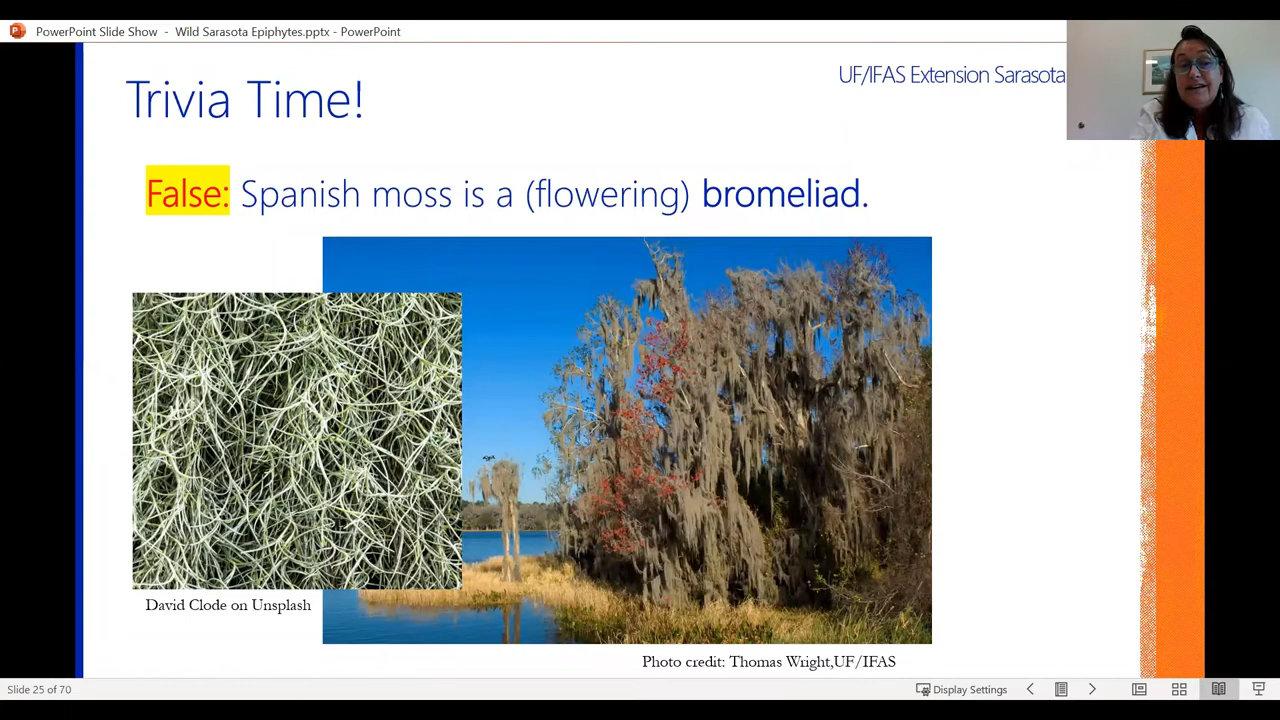 PowerPoint Slide Show - Wild Sarasota Epiphytes.pptx - PowerPoint
UF/IFAS Extension Sarasota
Trivia Time!
False: Spanish moss is a (flowering) bromeliad.
David Clode on Unsplash
Photo credit: Thomas Wright,UF/IFAS
Slide 25 of 70
Display Settings